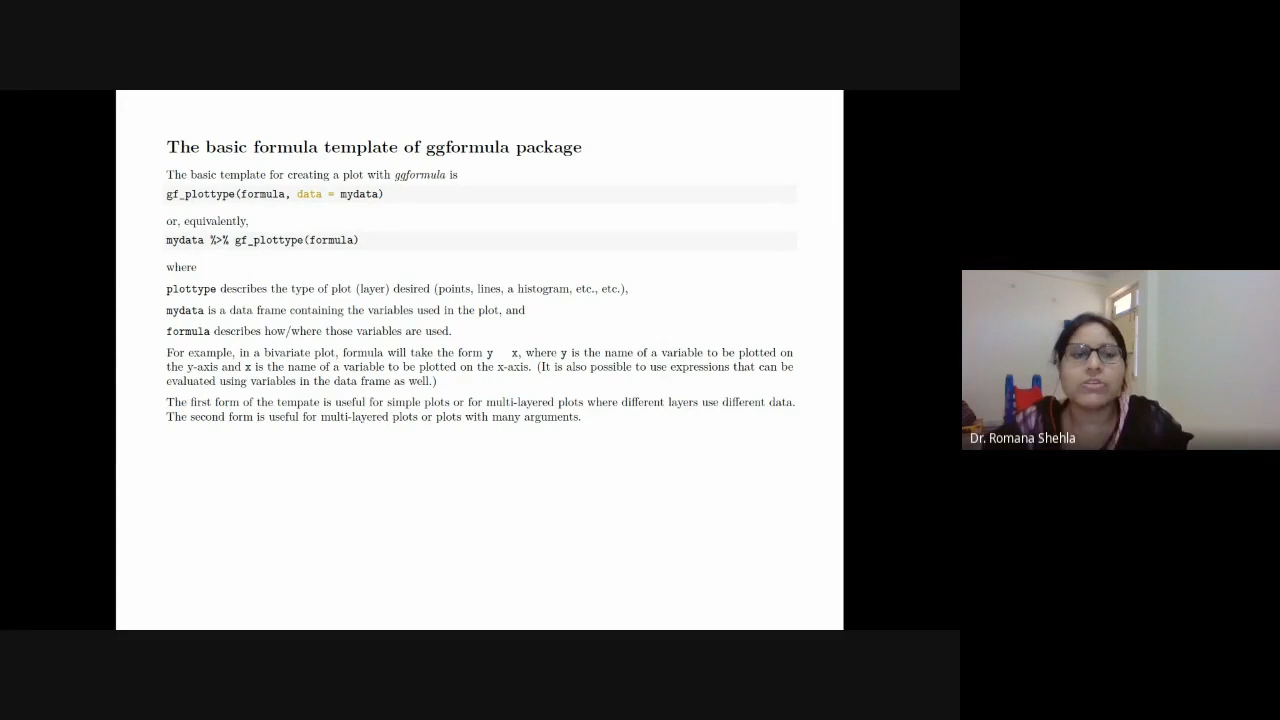 The basic formula template of ggformula package
The basic template for creating a plot with ggformula is
gf_plottype(formula, data = mydata)
or, equivalently,
mydata %>% gf_plottype(formula)
where
plottype describes the type of plot (layer) desired (points, lines, a histogram, etc., etc.),
mydata is a data frame containing the variables used in the plot, and
formula describes how/where those variables are used.
For example, in a bivariate plot, formula will take the form y x, where y is the name of a variable to be plotted on
the y-axis and x is the name of a variable to be plotted on the x-axis. (It is also possible to use expressions that can be
evaluated using variables in the data frame as well.)
The first form of the tempate is useful for simple plots or for multi-layered plots where different layers use different data.
The second form is useful for multi-layered plots or plots with many arguments.
Dr. Romana Shehla